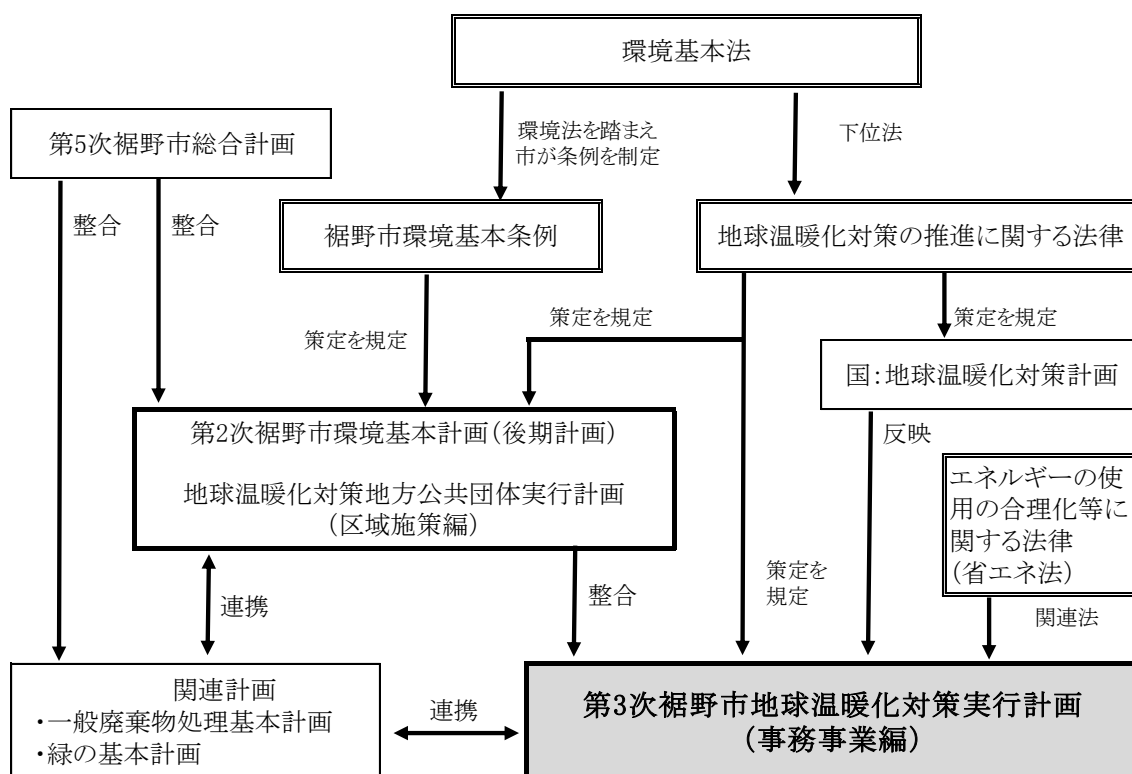 環境基本法
第5次裾野市総合計画
環境法を踏まえ
市が条例を制定
下位法
整合
整合
裾野市環境基本条例
地球温暖化対策の推進に関する法律
策定を規定
策定を規定
策定を規定
国:地球温暖化対策計画
第2次裾野市環境基本計画(後期計画)
地球温暖化対策地方公共団体実行計画
(区域施策編)
反映
エネルギーの使
用の合理化等に
関する法律
(省エネ法)
連携
整合
策定を
規定
関連法
関連計画
・一般廃棄物処理基本計画
・緑の基本計画
連携
第3次裾野市地球温暖化対策実行計画
(事務事業編)